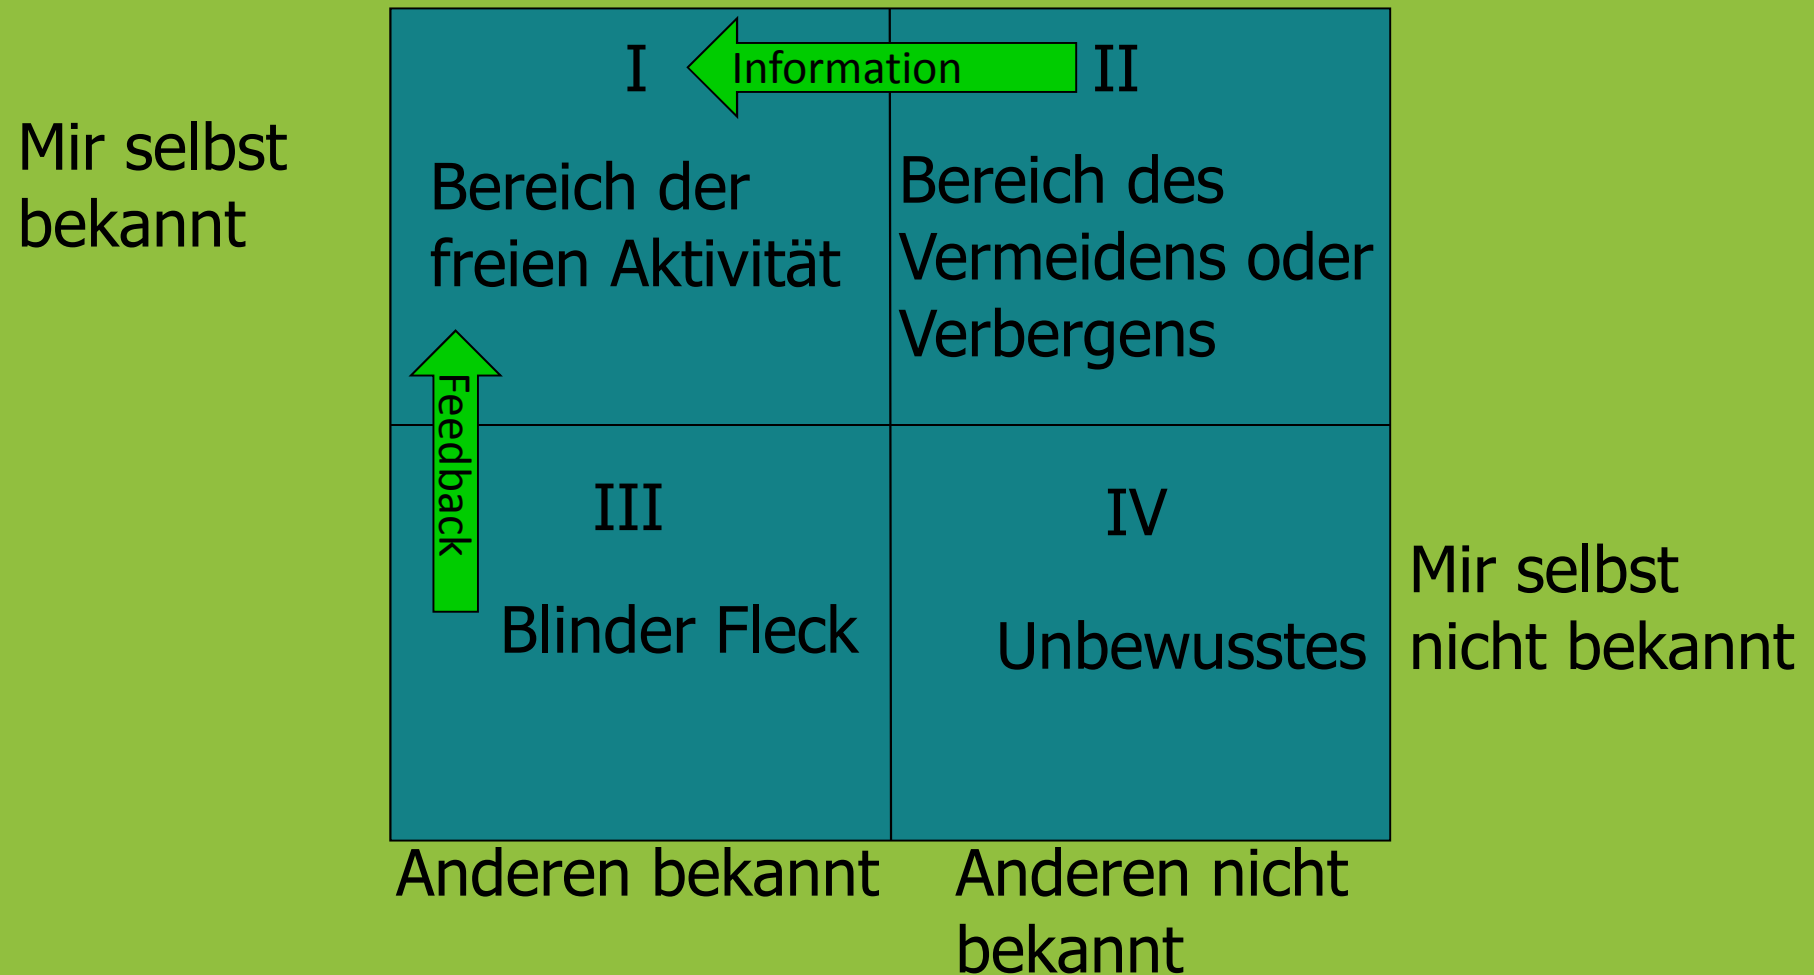 I
Information
II
Mir selbst
bekannt
Bereich der
freien Aktivität
Bereich des
Vermeidens oder
Verbergens
Feedback
III
Blinder Fleck
IV
Unbewusstes
Mir selbst
nicht bekannt
Anderen bekannt
Anderen nicht
bekannt